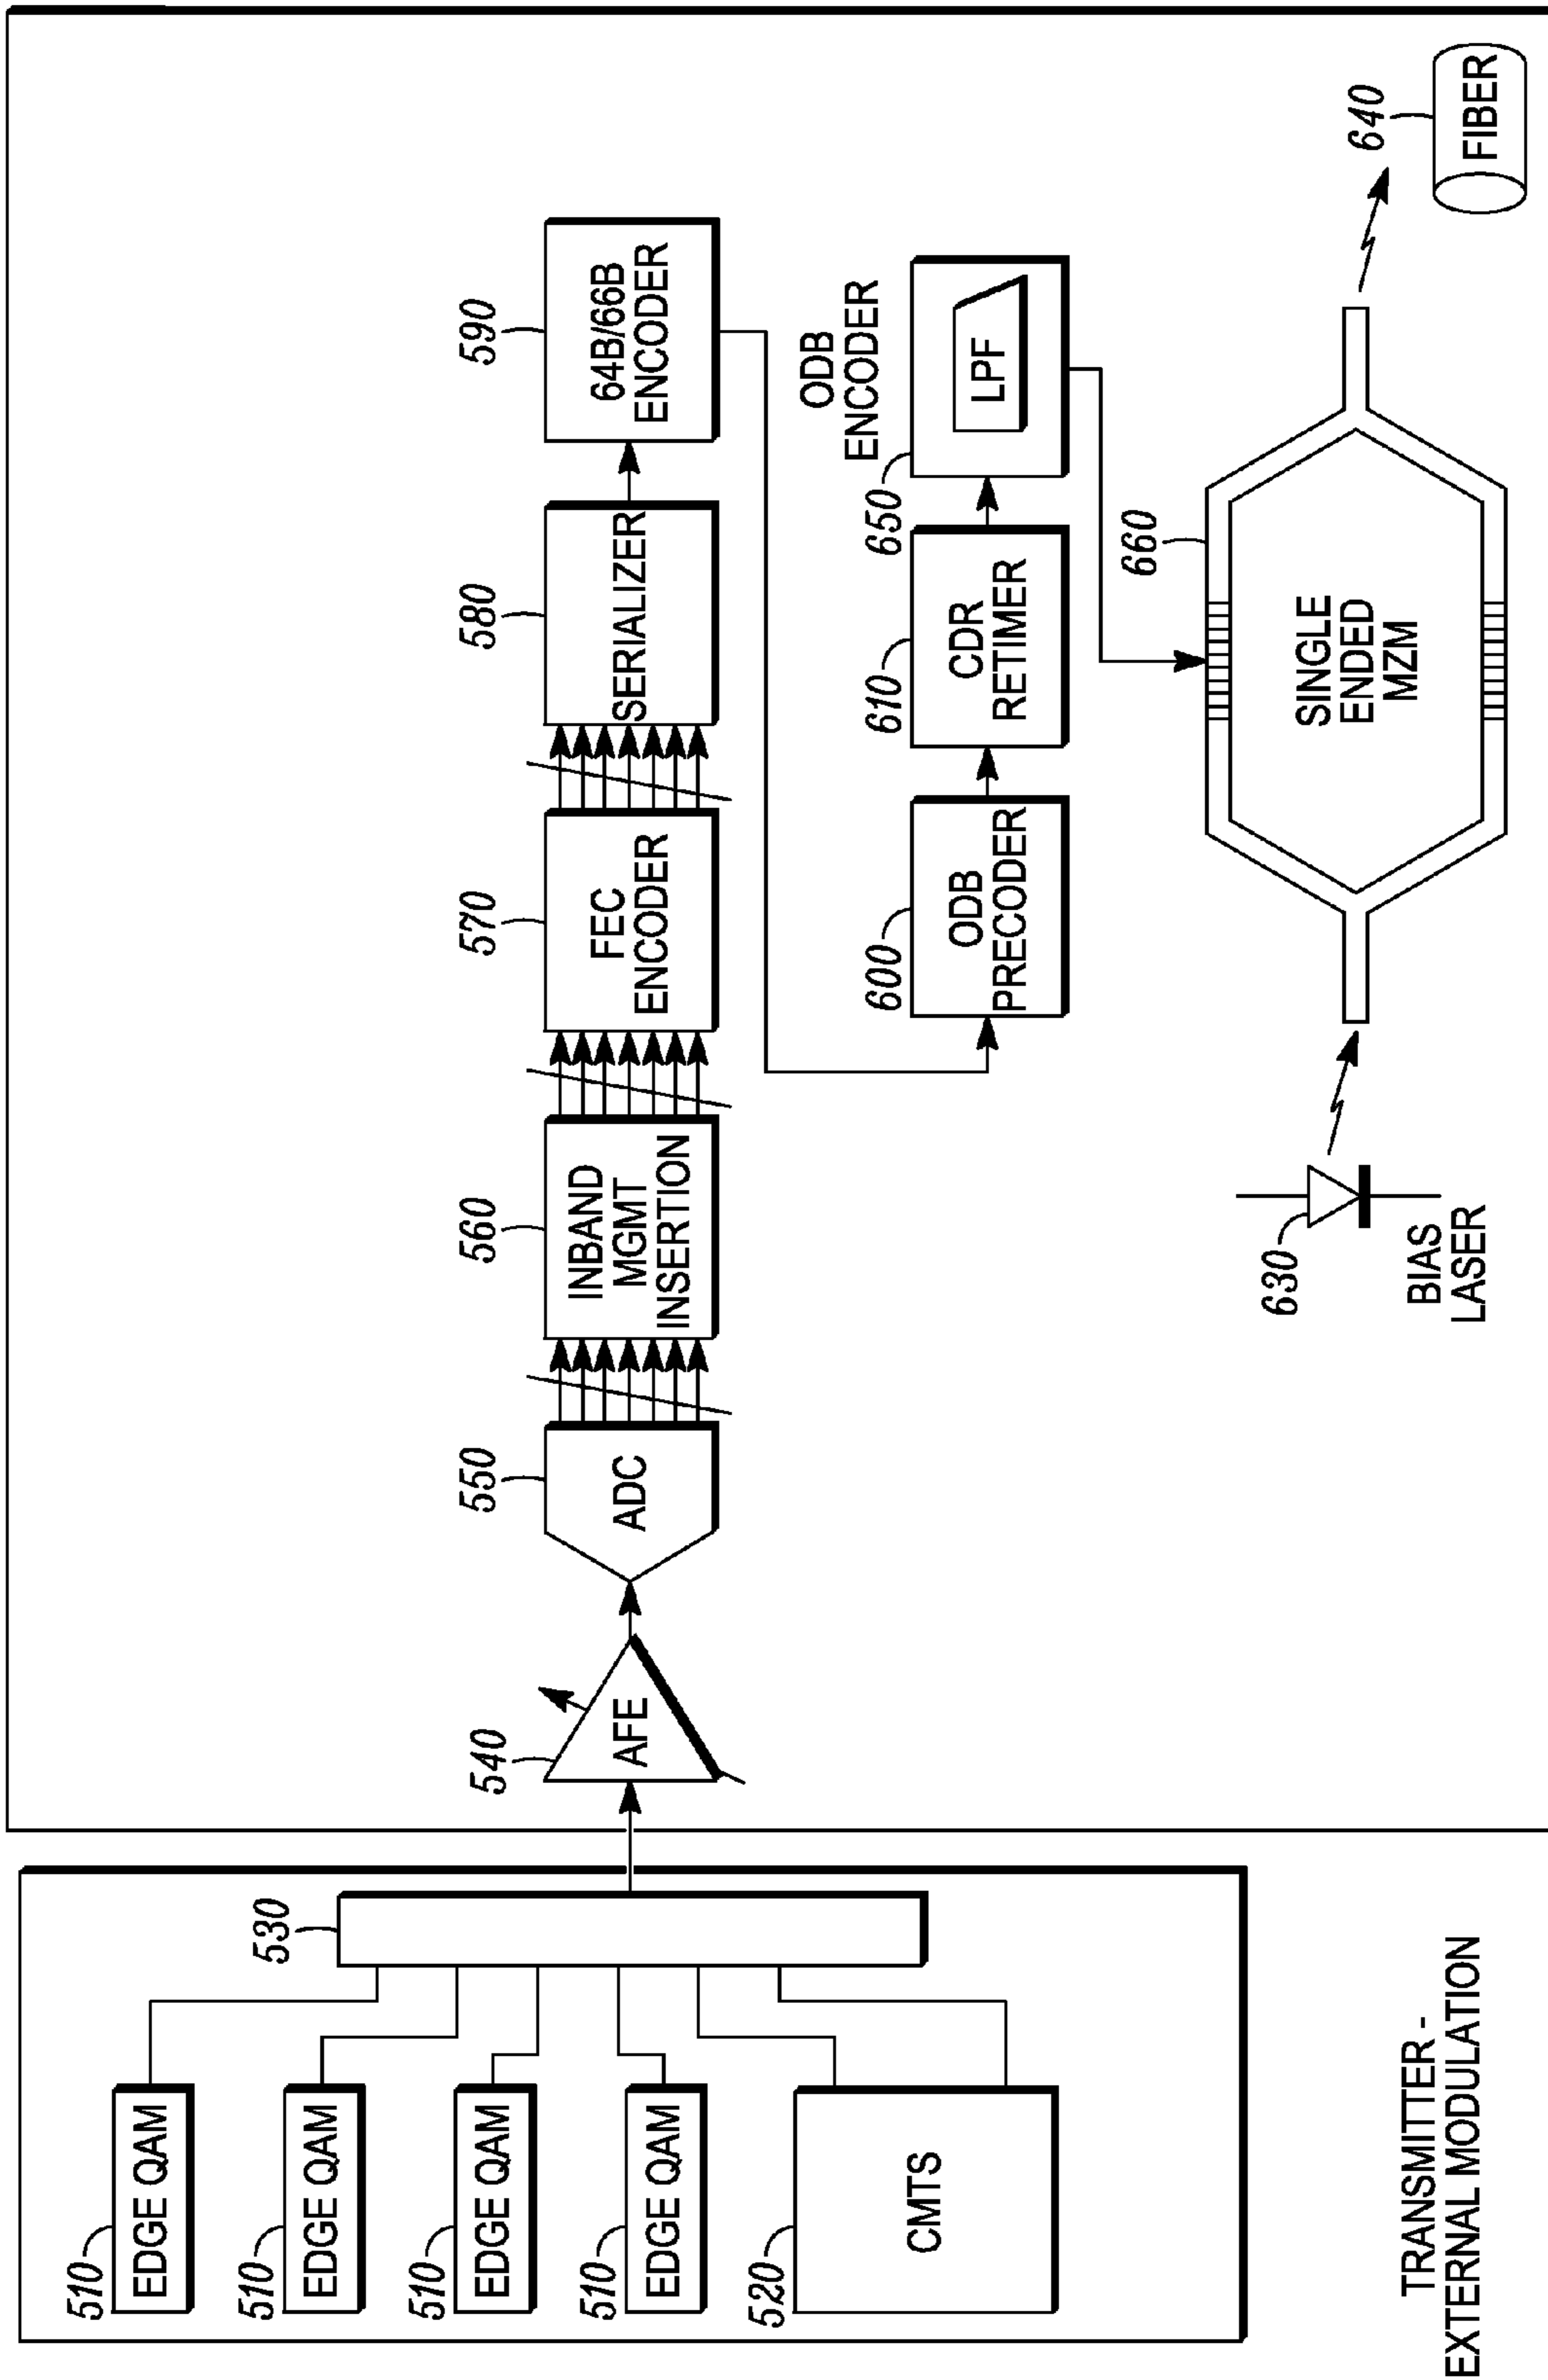 510
EDGE QAM
510
EDGE QAM
510
EDGE QAM
510
EDGE QAM
520
CMTS
530
540
AFE
550
ADC
560
INBAND
MGMT
INSERTION
570
FEC
ENCODER
580
SERIALIZER
590
64B/66B
ENCODER
600
ODB
PRECODER
610
CDR
RETIMER
650
ODB
ENCODER
LPF
660
SINGLE
ENDED
MZM
630
BIAS
LASER
640
FIBER
TRANSMITTER -
EXTERNAL MODULATION